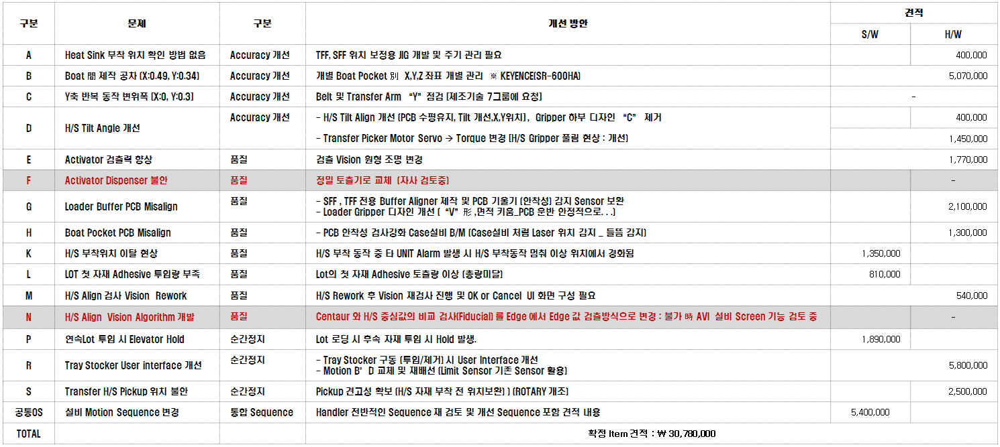 구분 문제 구분 개선 방안 견적
S/W H/W
A Heat Sink 부착 위치 확인 방법 없음 Accuracy 개선 TFF, SFF 위치 보정용 JIG 개발 및 주기 관리 필요 400,000
B Boat 間 제작 공차 (X:0.49, Y:0.34) Accuracy 개선 개별 Boat Pocket 別 X,Y,Z 좌표 개별 관리 ※ KEYENCE(SR-600HA) 5,070,000
C Y축 반복 동작 변위폭 [X:0, Y:0.3] Accuracy 개선 Belt 및 Transfer Arm “Y” 점검 [제조기술 7그룹에 요청] -
D H/S Tilt Angle 개선 Accuracy 개선 - H/S Tilt Align 개선 (PCB 수평유지, Tilt 개선,X,Y위치), Gripper 하부 디자인 “C” 제거 400,000
- Transfer Picker Motor Servo → Torque 변경 [H/S Gripper 풀림 현상 : 개선] 1,450,000
E Activator 검출력 향상 품질 검출 Vision 원형 조명 변경 1,770,000
F Activator Dispenser 불안 품질 정밀 토출기로 교체 (자사 검토중) -
G Loader Buffer PCB Misalign 품질 - SFF , TFF 전용 Buffer Aligner 제작 및 PCB 기울기 (안착성) 감지 Sensor 보완 2,100,000
- Loader Gripper 디자인 개선 ( “V” 形 ,면적 키움_PCB 운반 안정적으로...)
H Boat Pocket PCB Misalign 품질 - PCB 안착성 검사강화 Case설비 B/M (Case설비 처럼 Laser 위치 감지 _ 들뜸 감지) 1,300,000
K H/S 부착위치 이탈 현상 품질 H/S 부착 동작 중 타 UNIT Alarm 발생 시 H/S 부착동작 멈춰 이상 위치에서 경화됨 1,350,000
L LOT 첫 자재 Adhesive 투입량 부족 품질 Lot의 첫 자재 Adhesive 토출량 이상 (총량미달) 810,000
M H/S Align 검사 Vision Rework 품질 H/S Rework 후 Vision 재검사 진행 및 OK or Cancel UI 화면 구성 필요 540,000
N H/S Align Vision Algorithm 개발 품질 Centaur 와 H/S 중심값의 비교 검사(Fiducial) 를 Edge 에서 Edge 값 검출방식으로 변경 : 불가 時 AVI 설비 Screen 기능 검토 중 -
P 연속Lot 투입 시 Elevator Hold 순간정지 Lot 로딩 시 후속 자재 투입 시 Hold 발생. 1,890,000
R Tray Stocker User interface 개선 순간정지 - Tray Stocker 구동 (투입/제거) 시 User Interface 개선 5,800,000
- Motion B’D 교체 및 재배선 (Limit Sensor 기존 Sensor 활용)
S Transfer H/S Pickup 위치 불안 순간정지 Pickup 견고성 확보 ( H/S 자재 부착 전 위치보완) ) (ROTARY 개조) 2,500,000
공통OS 설비 Motion Sequence 변경 통합 Sequence Handler 전반적인 Sequence 재 검토 및 개선 Sequence 포함 견적 내용 5,400,000
TOTAL 확정 Item 견적 : ₩ 30,780,000